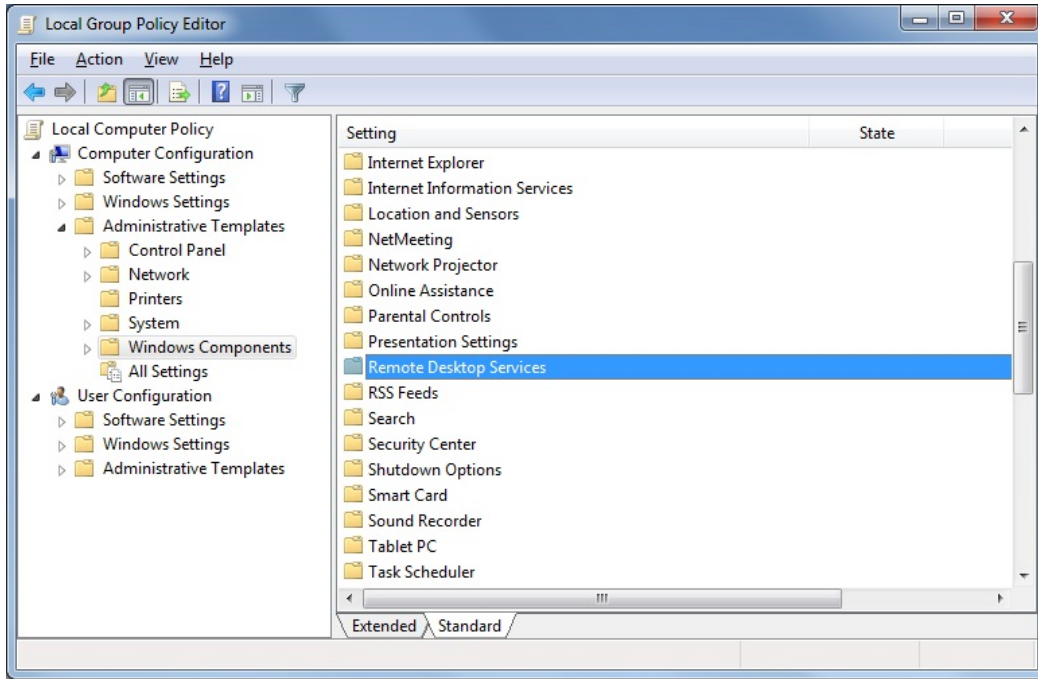 Local Group Policy Editor
File Action View Help
Local Computer Policy
Computer Configuration
Software Settings
Windows Settings
Administrative Templates
Control Panel
Network
Printers
System
Windows Components
All Settings
User Configuration
Software Settings
Windows Settings
Administrative Templates
Setting State
Internet Explorer
Internet Information Services
Location and Sensors
NetMeeting
Network Projector
Online Assistance
Parental Controls
Presentation Settings
Remote Desktop Services
RSS Feeds
Search
Security Center
Shutdown Options
Smart Card
Sound Recorder
Tablet PC
Task Scheduler
Extended Standard